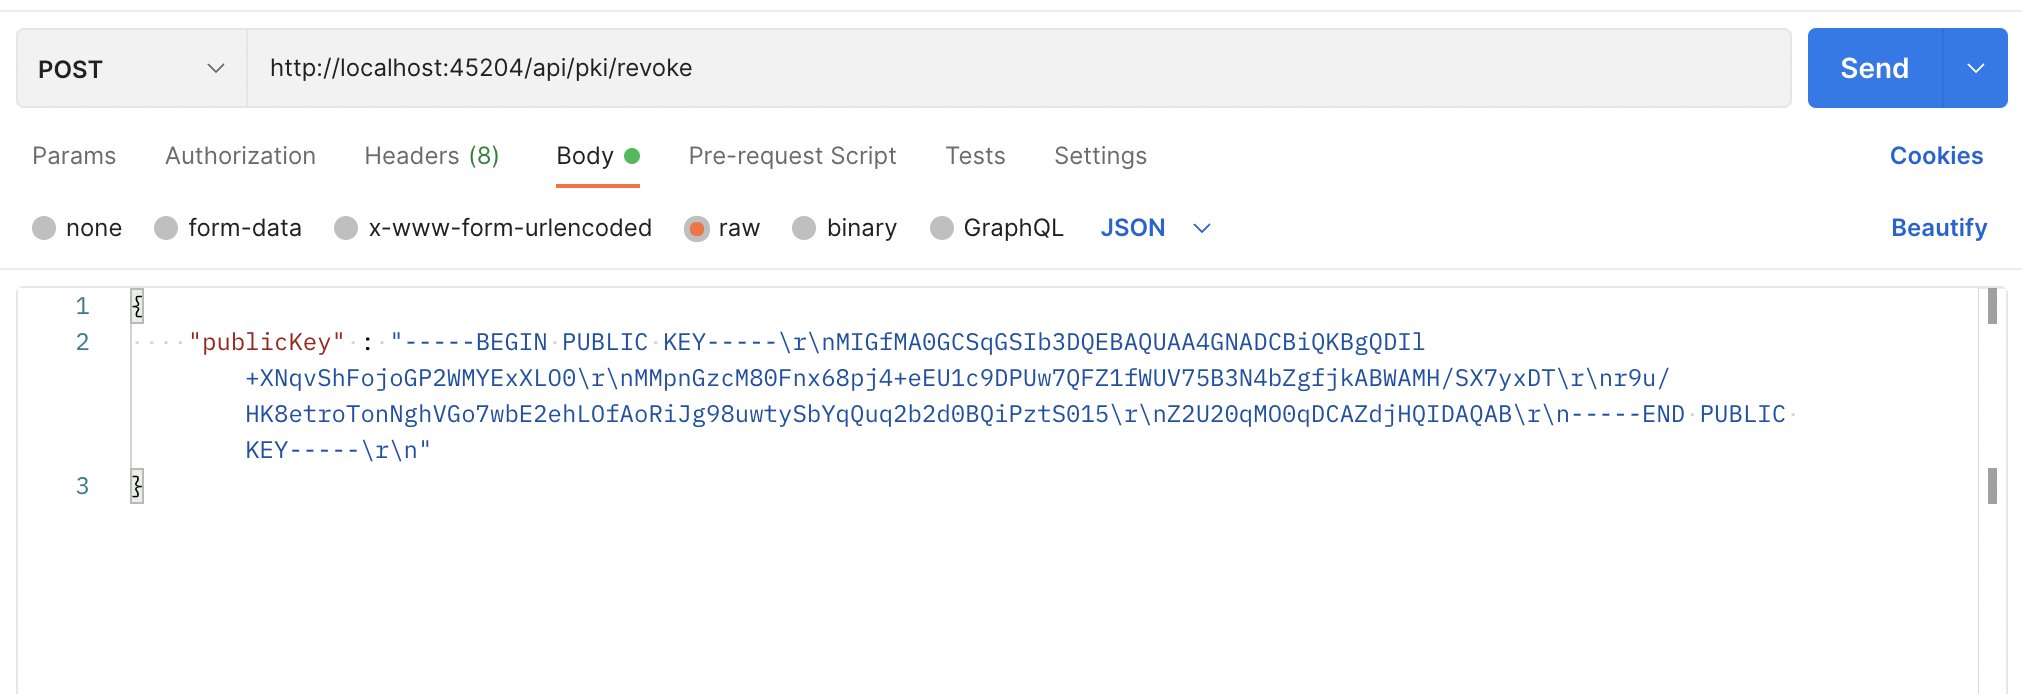 POST http://localhost:45204/api/pki/revoke Send
Params Authorization Headers (8) Body Pre-request Script Tests Settings Cookies
none form-data x-www-form-urlencoded raw binary GraphQL JSON Beautify
1 {
2 "publicKey" : "-----BEGIN PUBLIC KEY-----\r\nMIGfMA0GCSqGSIb3DQEBAQUAA4GNADCBiQKBgQDIl
+XNqvShFojoGP2WMYExXLO0\r\nMMpnGzcM80Fnx68pj4+eEU1c9DPUw7QFZ1fWUV75B3N4bZgfjkABWAMH/SX7yxDT\r\nr9u/
HK8etroTonNghVGo7wbE2ehLOfAoRiJg98uwtySbYqQuq2b2d0BQiPztS015\r\nZ2U20qMO0qDCAZdjHQIDAQAB\r\n-----END PUBLIC
KEY-----\r\n"
3 }